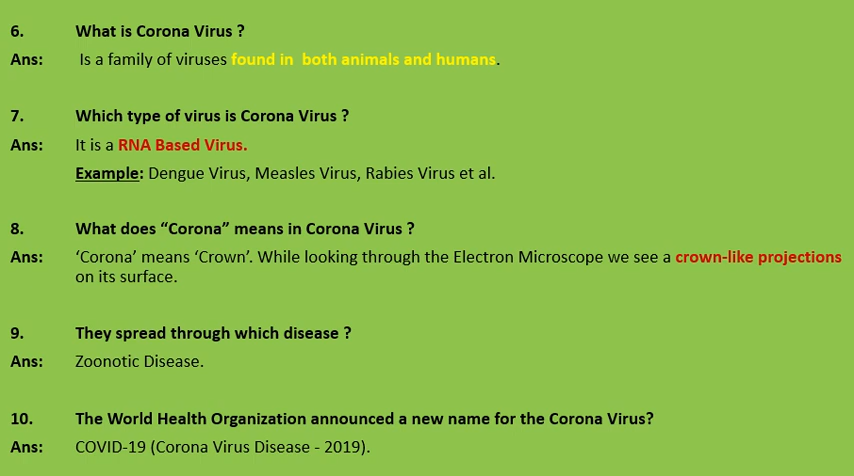 6. What is Corona Virus ?
Ans: Is a family of viruses found in both animals and humans.
7. Which type of virus is Corona Virus ?
Ans: It is a RNA Based Virus.
Example: Dengue Virus, Measles Virus, Rabies Virus et al.
8. What does “Corona” means in Corona Virus ?
Ans: ‘Corona’ means ‘Crown’. While looking through the Electron Microscope we see a crown-like projections
on its surface.
9. They spread through which disease ?
Ans: Zoonotic Disease.
10. The World Health Organization announced a new name for the Corona Virus?
Ans: COVID-19 (Corona Virus Disease - 2019).